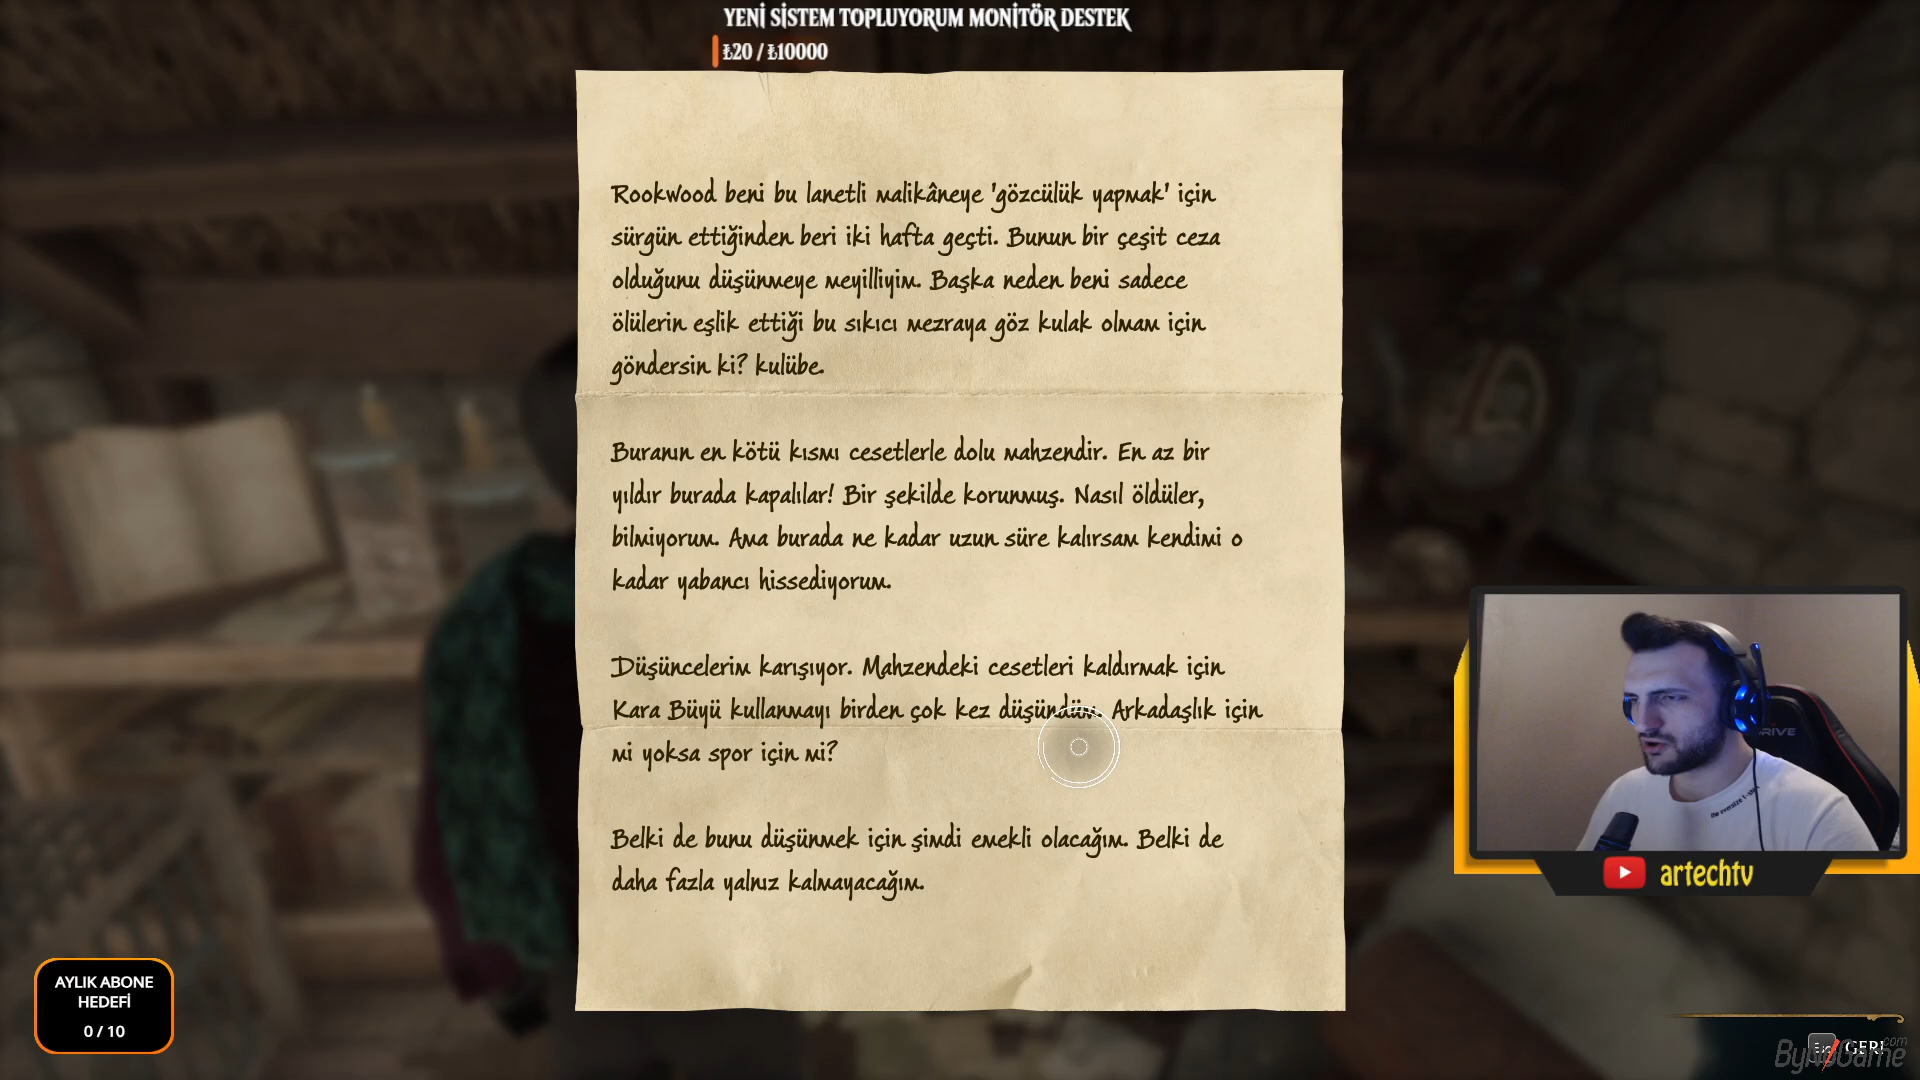 YENİ SİSTEM TOPLUYORUM MONİTÖR DESTEK
₺20 / ₺10000
Rookwood beni bu lanetli malikâneye 'gözcülük yapmak' için
sürgün ettiğinden beri iki hafta geçti. Bunun bir çeşit ceza
olduğunu düşünmeye meyilliyim. Başka neden beni sadece
ölülerin eşlik ettiği bu sıkıcı mezraya göz kulak olmam için
göndersin ki? kulübe.
Buranın en kötü kısmı cesetlerle dolu mahzendir. En az bir
yıldır burada kapalılar! Bir şekilde korunmuş. Nasıl öldüler,
bilmiyorum. Ama burada ne kadar uzun süre kalırsam kendimi o
kadar yabancı hissediyorum.
Düşüncelerim karışıyor. Mahzendeki cesetleri kaldırmak için
Kara Büyü kullanmayı birden çok kez düşündüm. Arkadaşlık için
mi yoksa spor için mi?
Belki de bunu düşünmek için şimdi emekli olacağım. Belki de
daha fazla yalnız kalmayacağım.
the oversize t-shirt
RIVE
artechtv
AYLIK ABONE
HEDEFİ
0 / 10
GERİ
ByNoGame.com